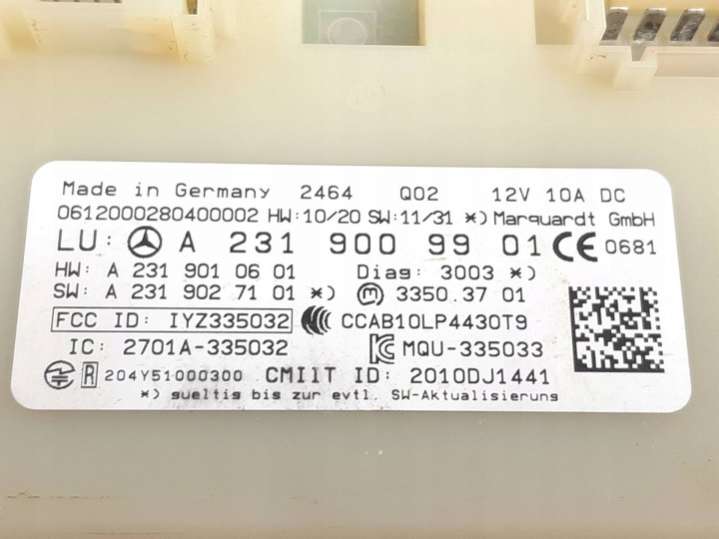 Made in Germany 2464 Q02 12V 10A DC
0612000280400002 HW:10/20 SW:11/31 *) Marquardt GmbH
LU: A 231 900 99 01 CE 0681
HW: A 231 901 06 01 Diag: 3003 *)
SW: A 231 902 71 01 *) m 3350.37 01
FCC ID: IYZ335032 CCC CCAB10LP4430T9
IC: 2701A-335032 KC MQU-335033
R 204Y51000300 CMIIT ID: 2010DJ1441
*) gueltig bis zur evtl. SW-Aktualisierung